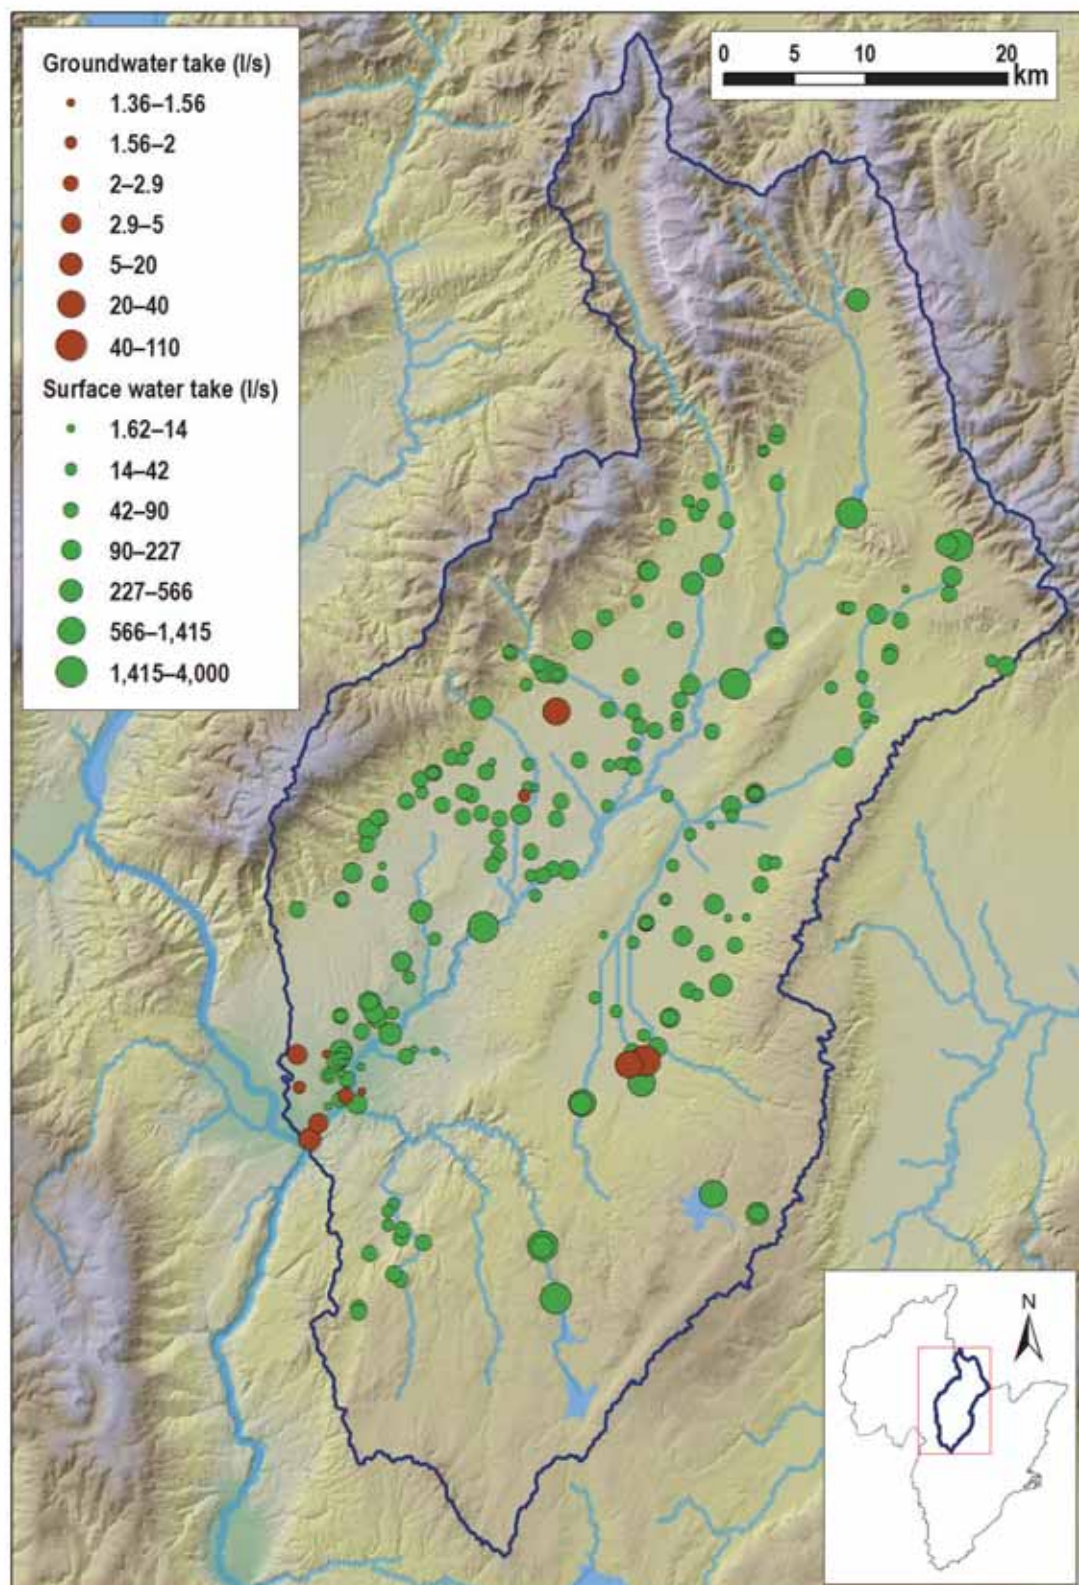 Groundwater take (l/s)
1.36–1.56
1.56–2
2–2.9
2.9–5
5–20
20–40
40–110
Surface water take (l/s)
1.62–14
14–42
42–90
90–227
227–566
566–1,415
1,415–4,000
0 5 10 20
km
N